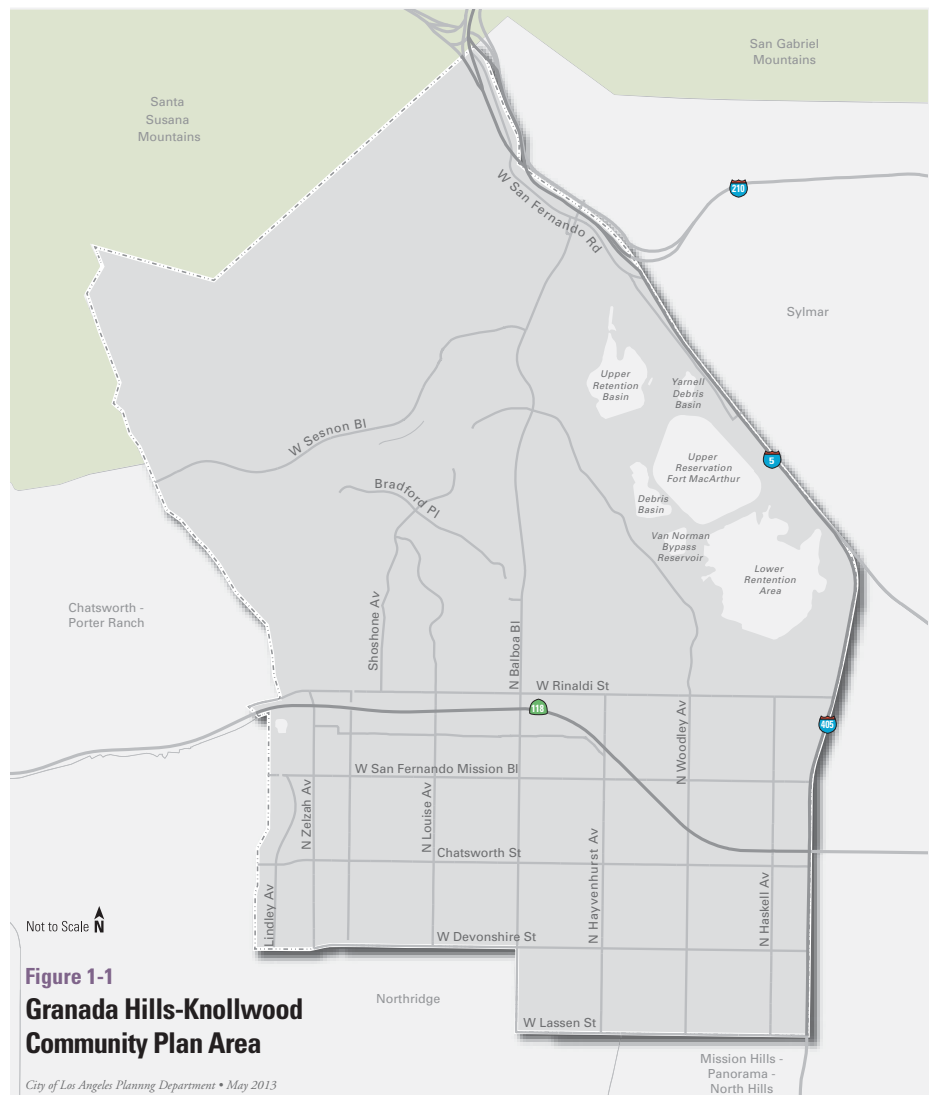 San Gabriel
Mountains
Santa
Susana
Mountains
210
W San Fernando Rd
Sylmar
Upper
Retention
Basin
Yarnell
Debris
Basin
W Sesnon Bl
5
Upper
Reservation
Fort MacArthur
Bradford Pl
Debris
Basin
Van Norman
Bypass
Reservoir
Lower
Rentention
Area
Chatsworth -
Porter Ranch
Shoshone Av
N Balboa Bl
W Rinaldi St
118
N Woodley Av
405
W San Fernando Mission Bl
N Zelzah Av
N Louise Av
Chatsworth St
N Hayvenhurst Av
N Haskell Av
Lindley Av
Not to Scale N
W Devonshire St
Figure 1-1
Granada Hills-Knollwood
Community Plan Area
Northridge
W Lassen St
Mission Hills -
Panorama -
North Hills
City of Los Angeles Plannng Department • May 2013